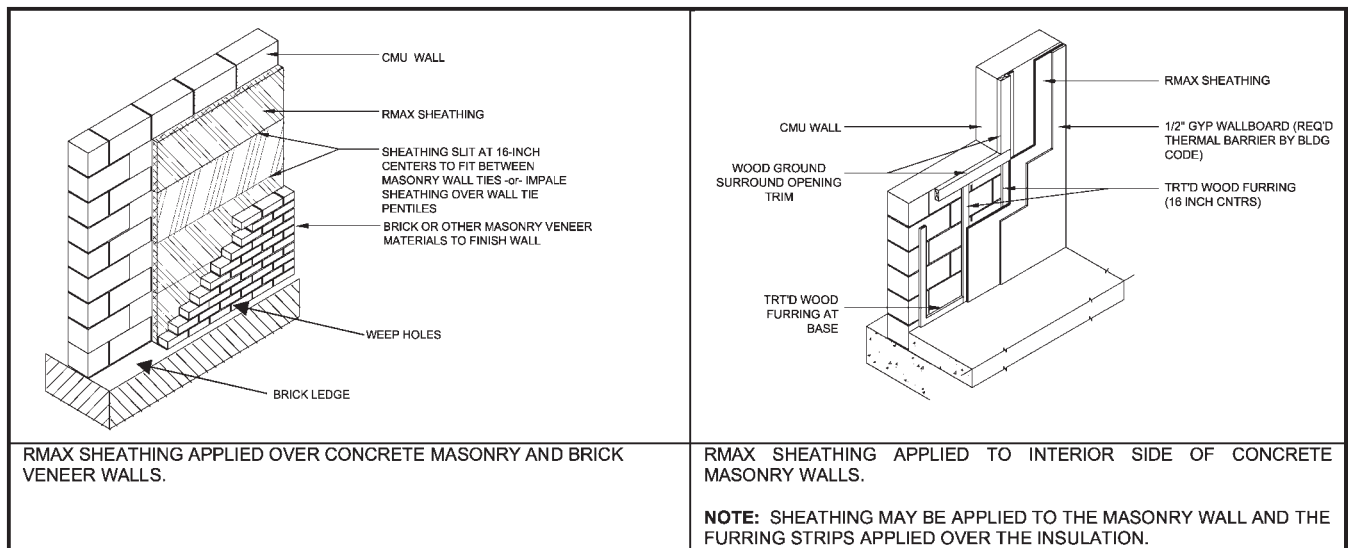 CMU WALL
RMAX SHEATHING
SHEATHING SLIT AT 16-INCH
CENTERS TO FIT BETWEEN
MASONRY WALL TIES -or- IMPALE
SHEATHING OVER WALL TIE
PENTILES
BRICK OR OTHER MASONRY VENEER
MATERIALS TO FINISH WALL
WEEP HOLES
BRICK LEDGE
RMAX SHEATHING APPLIED OVER CONCRETE MASONRY AND BRICK
VENEER WALLS.
RMAX SHEATHING
CMU WALL
1/2" GYP WALLBOARD (REQ'D
THERMAL BARRIER BY BLDG
CODE)
WOOD GROUND
SURROUND OPENING
TRIM
TRT'D WOOD FURRING
(16 INCH CNTRS)
TRT'D WOOD
FURRING AT
BASE
RMAX SHEATHING APPLIED TO INTERIOR SIDE OF CONCRETE
MASONRY WALLS.
NOTE: SHEATHING MAY BE APPLIED TO THE MASONRY WALL AND THE
FURRING STRIPS APPLIED OVER THE INSULATION.